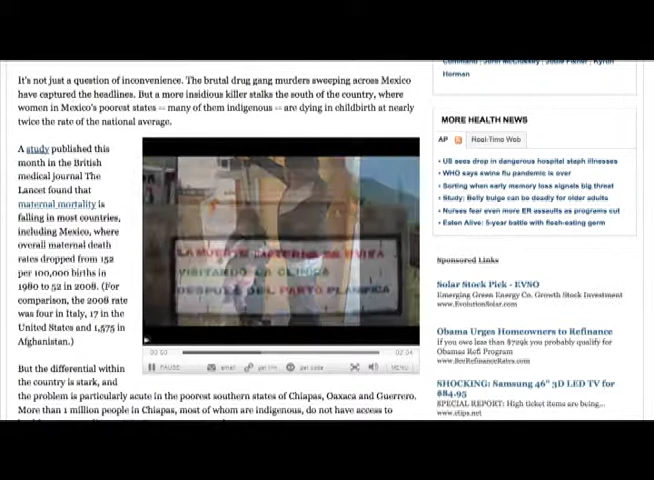 It's not just a question of inconvenience. The brutal drug gang murders sweeping across Mexico
have captured the headlines. But a more insidious killer stalks the south of the country, where
women in Mexico's poorest states -- many of them indigenous -- are dying in childbirth at nearly
twice the rate of the national average.
A study published this
month in the British
medical journal The
Lancet found that
maternal mortality is
falling in most countries,
including Mexico, where
overall maternal death
rates dropped from 152
per 100,000 births in
1980 to 52 in 2008. (For
comparison, the 2008 rate
was four in Italy, 17 in the
United States and 1,575 in
Afghanistan.)
But the differential within
the country is stark, and
the problem is particularly acute in the poorest southern states of Chiapas, Oaxaca and Guerrero.
More than 1 million people in Chiapas, most of whom are indigenous, do not have access to
LA MUERTE MATERNA SE EVITA
VISITANDO LA CLINICA
DESPUES DEL PARTO PLANIFICA
00:50
02:04
PAUSE
email
get link
get code
MENU
Herman
MORE HEALTH NEWS
AP
Real-Time Web
US sees drop in dangerous hospital staph illnesses
WHO says swine flu pandemic is over
Sorting when early memory loss signals big threat
Study: Belly bulge can be deadly for older adults
Nurses fear even more ER assaults as programs cut
Eaten Alive: 5-year battle with flesh-eating germ
Sponsored Links
Solar Stock Pick - EVSO
Emerging Green Energy Co. Growth Stock Investment
www.EvolutionSolar.com
Obama Urges Homeowners to Refinance
If you owe less than $729k you probably qualify for
Obamas Refi Program
www.SeeRefinanceRates.com
SHOCKING: Samsung 46" 3D LED TV for
$84.95
SPECIAL REPORT: High ticket items are being...